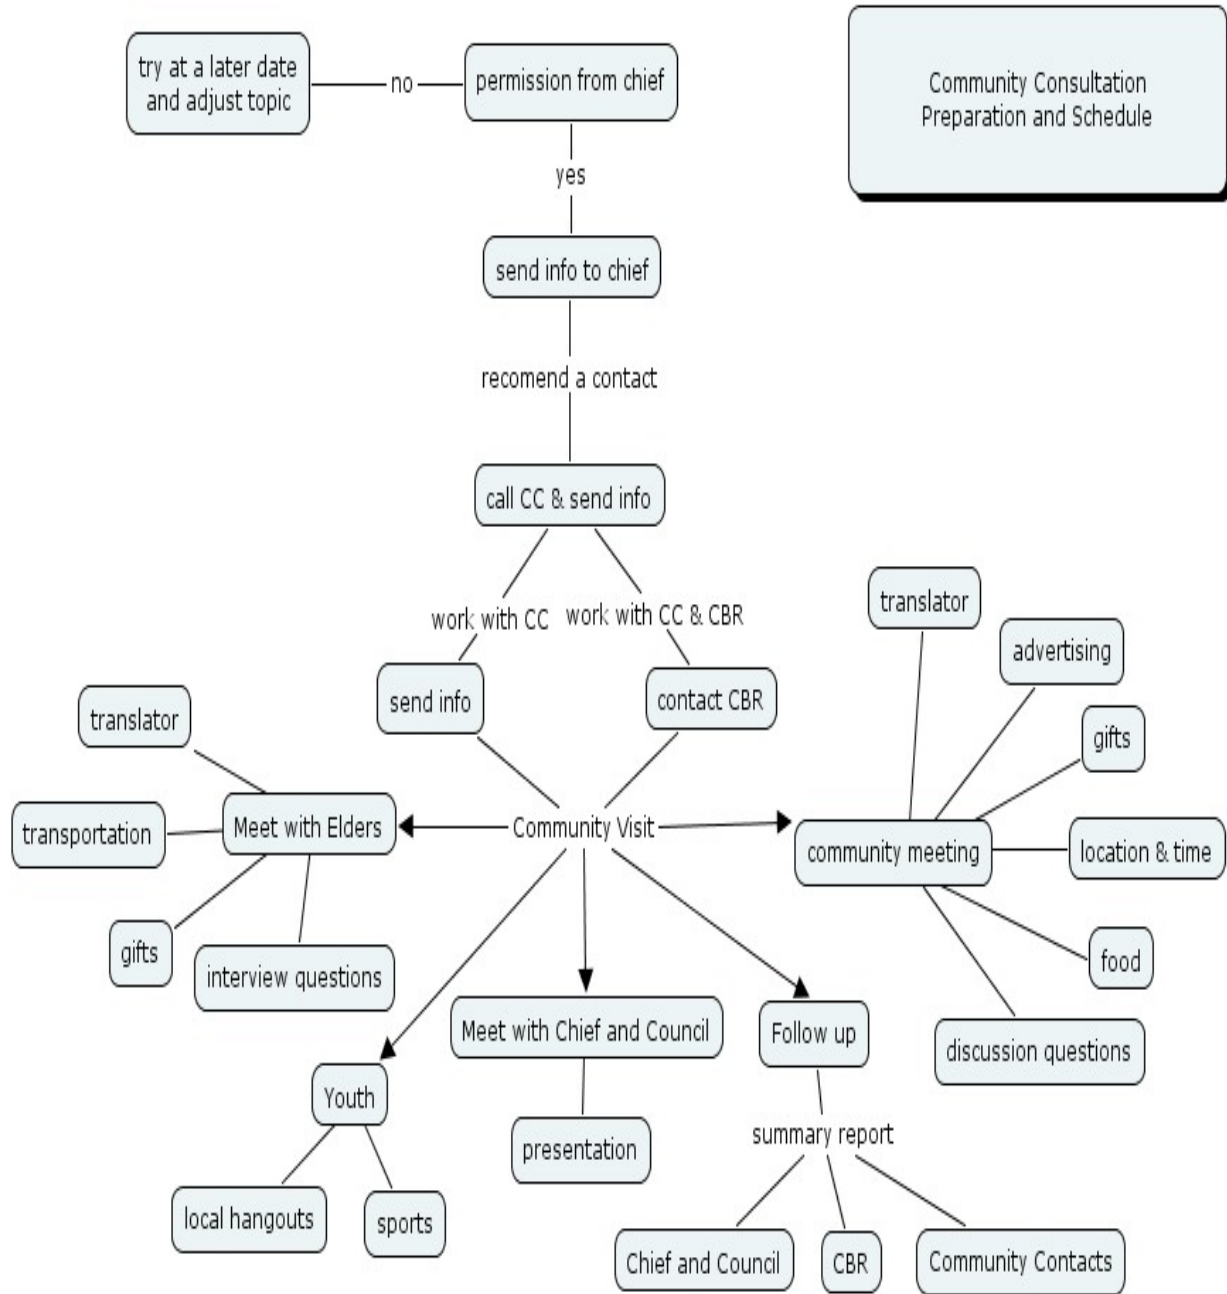 try at a later date
and adjust topic
no
permission from chief
Community Consultation
Preparation and Schedule
yes
send info to chief
recomend a contact
call CC & send info
work with CC
work with CC & CBR
send info
contact CBR
translator
advertising
gifts
location & time
food
discussion questions
community meeting
Community Visit
Meet with Elders
translator
transportation
gifts
interview questions
Youth
local hangouts
sports
Meet with Chief and Council
presentation
Follow up
summary report
Chief and Council
CBR
Community Contacts